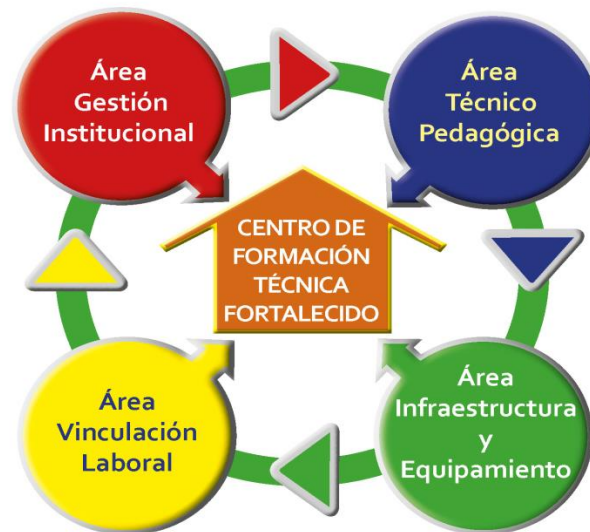 Área
Gestión
Institucional
Área
Técnico
Pedagógica
CENTRO DE
FORMACIÓN
TÉCNICA
FORTALECIDO
Área
Vinculación
Laboral
Área
Infraestructura
y
Equipamiento